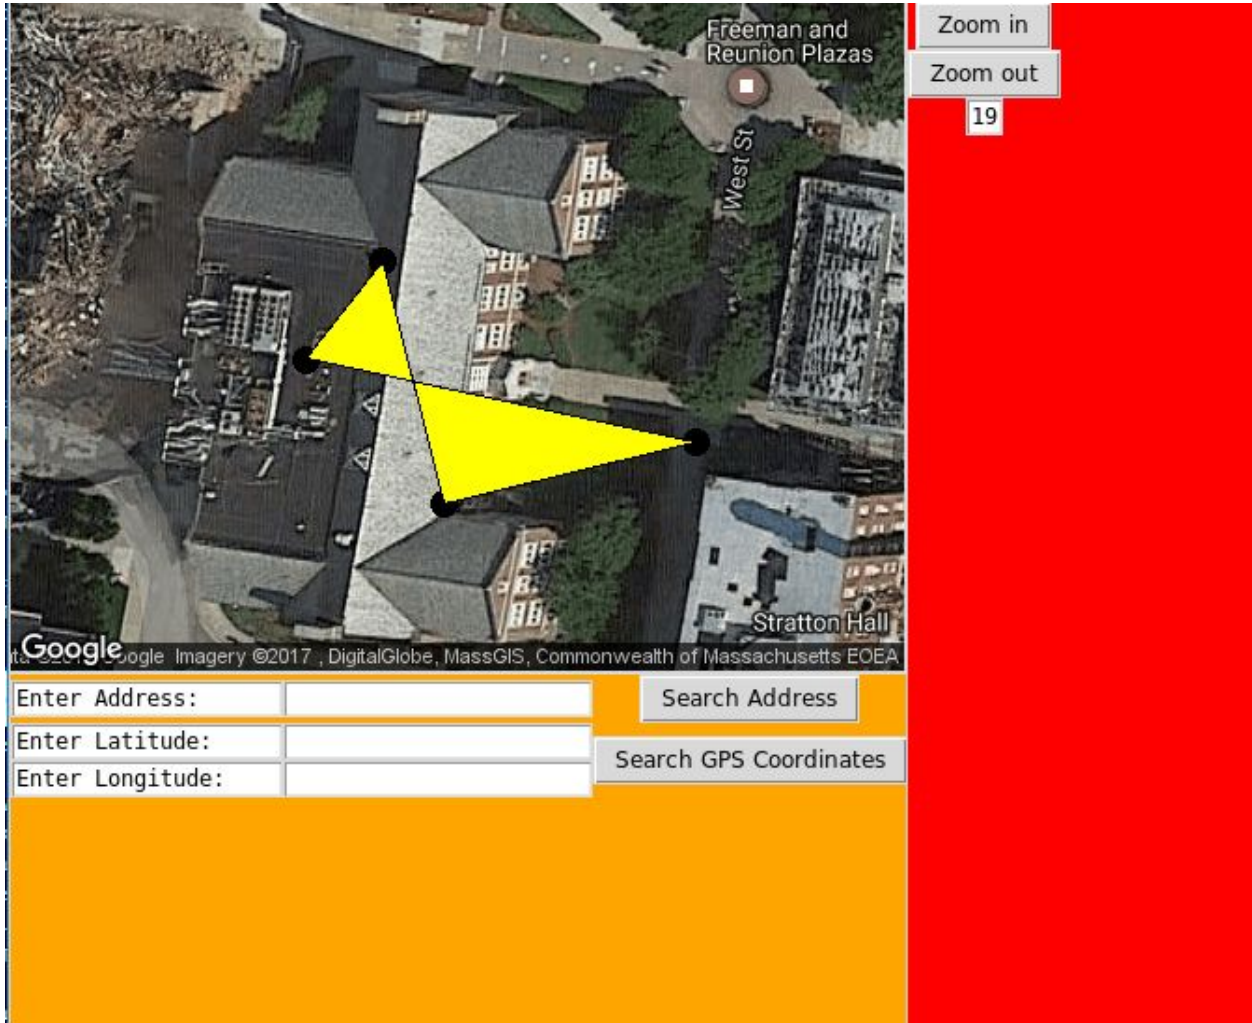 Freeman and
Reunion Plazas
West St
Stratton Hall
Google
oogle Imagery ©2017 , DigitalGlobe, MassGIS, Commonwealth of Massachusetts EOEA
Zoom in
Zoom out
19
Enter Address:
Search Address
Enter Latitude:
Enter Longitude:
Search GPS Coordinates